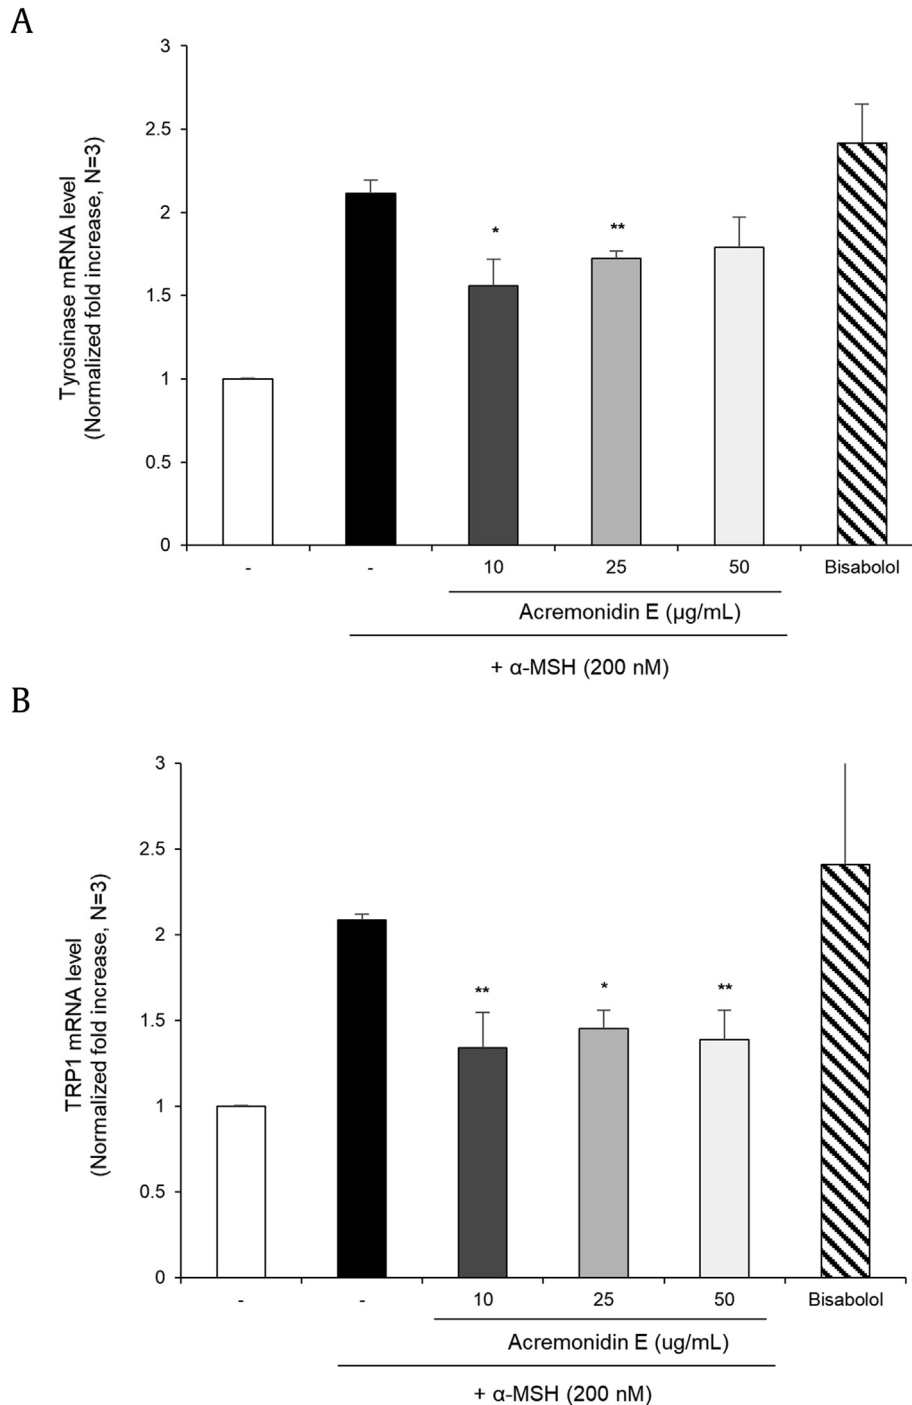 A
Tyrosinase mRNA level
(Normalized fold increase, N=3)
3
2.5
2
1.5
1
0.5
0
* **
- - 10 25 50 Bisabolol
Acremonidin E (μg/mL)
+ α-MSH (200 nM)
B
TRP1 mRNA level
(Normalized fold increase, N=3)
3
2.5
2
1.5
1
0.5
0
** * **
- - 10 25 50 Bisabolol
Acremonidin E (ug/mL)
+ α-MSH (200 nM)